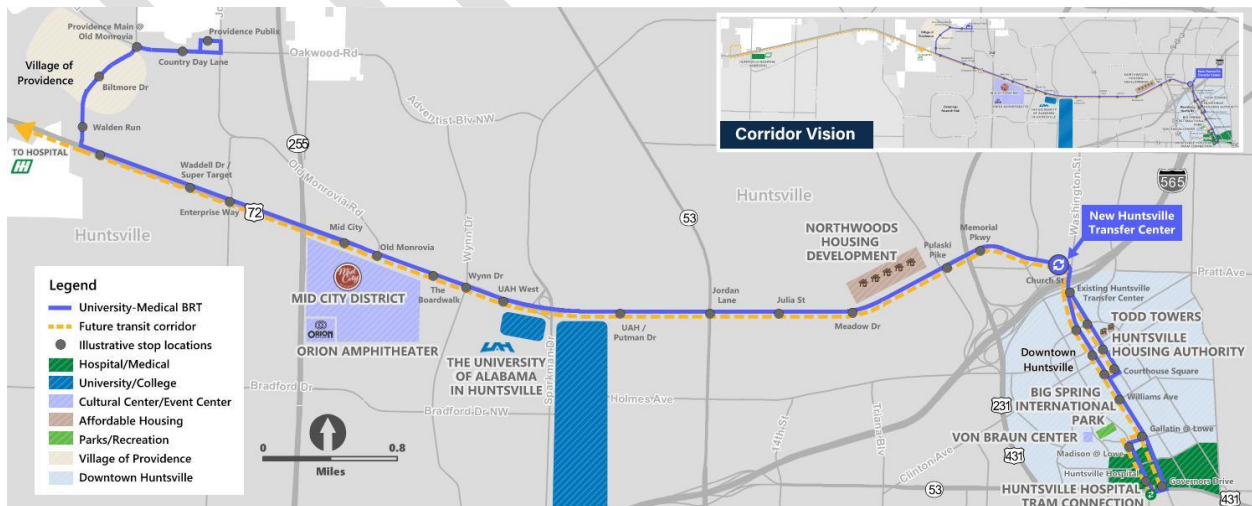 Providence Main @
Old Monrovia
Providence Publix
Oakwood-Rd
Country Day Lane
Village of
Providence
Biltmore Dr
Walden Run
TO HOSPITAL
Adventist Blv NW
255
Waddell Dr /
Super Target
Old Monrovia Rd
Enterprise Way
72
Huntsville
Mid City
Old Monrovia
Wynn Dr
Wynn Dr
The
Boardwalk
UAH West
MID CITY DISTRICT
ORION
ORION AMPHITHEATER
UAH
THE UNIVERSITY
OF ALABAMA
IN HUNTSVILLE
Sparkman Dr
Bradford Dr
Bradford Dr NW
Holmes Ave
UAH /
Putman Dr
Jordan
Lane
Julia St
53
Huntsville
NORTHWOODS
HOUSING
DEVELOPMENT
Meadow Dr
Pulaski
Pike
Memorial
Pkwy
Washington St
565
New Huntsville
Transfer Center
Church St
Pratt Ave
Existing Huntsville
Transfer Center
TODD TOWERS
HUNTSVILLE
HOUSING AUTHORITY
Downtown
Huntsville
Courthouse Square
BIG SPRING
INTERNATIONAL
PARK
Williams Ave
231
VON BRAUN CENTER
Gallatin @ Lowe
431
Madison @ Lowe
Huntsville Hospital
Governors Drive
HUNTSVILLE HOSPITAL
TRAM CONNECTION
431
14th St
Triana Blv
Clinton Ave
53
Corridor Vision
New Huntsville
Transfer Center
Legend
University-Medical BRT
Future transit corridor
Illustrative stop locations
Hospital/Medical
University/College
Cultural Center/Event Center
Affordable Housing
Parks/Recreation
Village of Providence
Downtown Huntsville
0 0.8
Miles